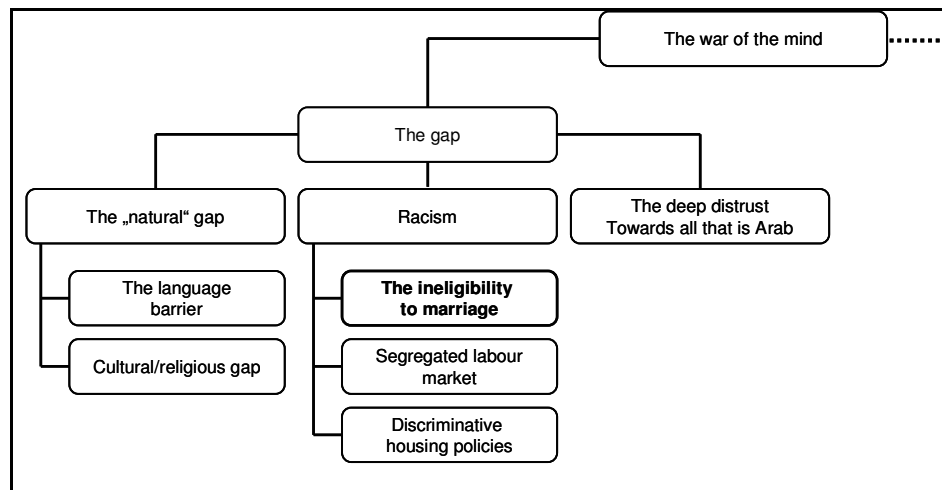 The war of the mind
The gap
The „natural“ gap
Racism
The deep distrust
Towards all that is Arab
The language
barrier
The ineligibility
to marriage
Cultural/religious gap
Segregated labour
market
Discriminative
housing policies